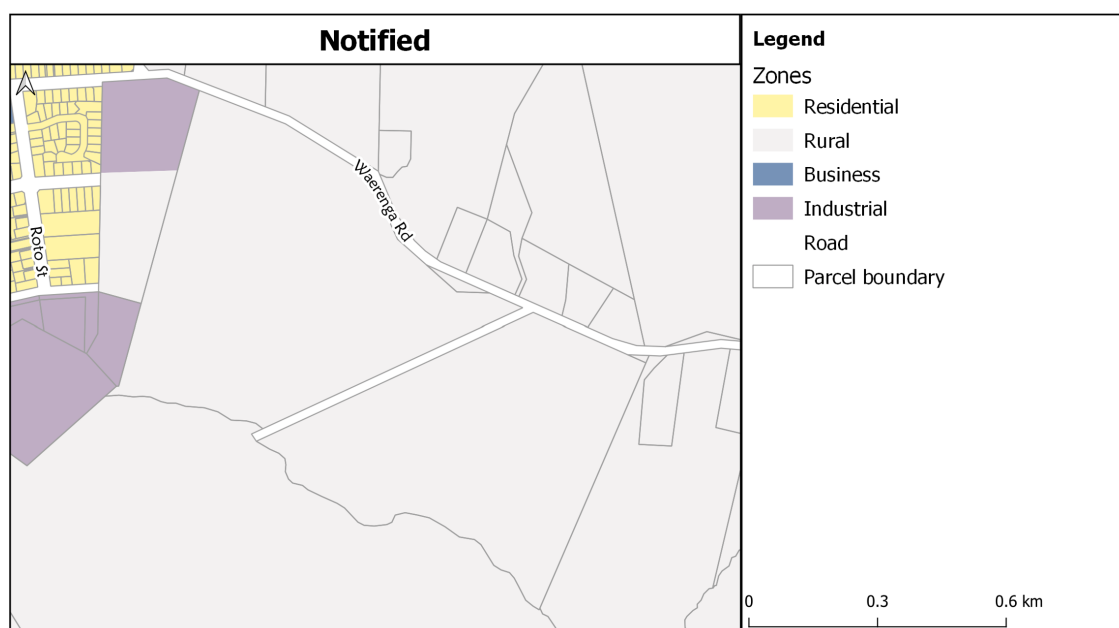 Notified
Waerenga Rd
Roto St
Legend
Zones
Residential
Rural
Business
Industrial
Road
Parcel boundary
0 0.3 0.6 km